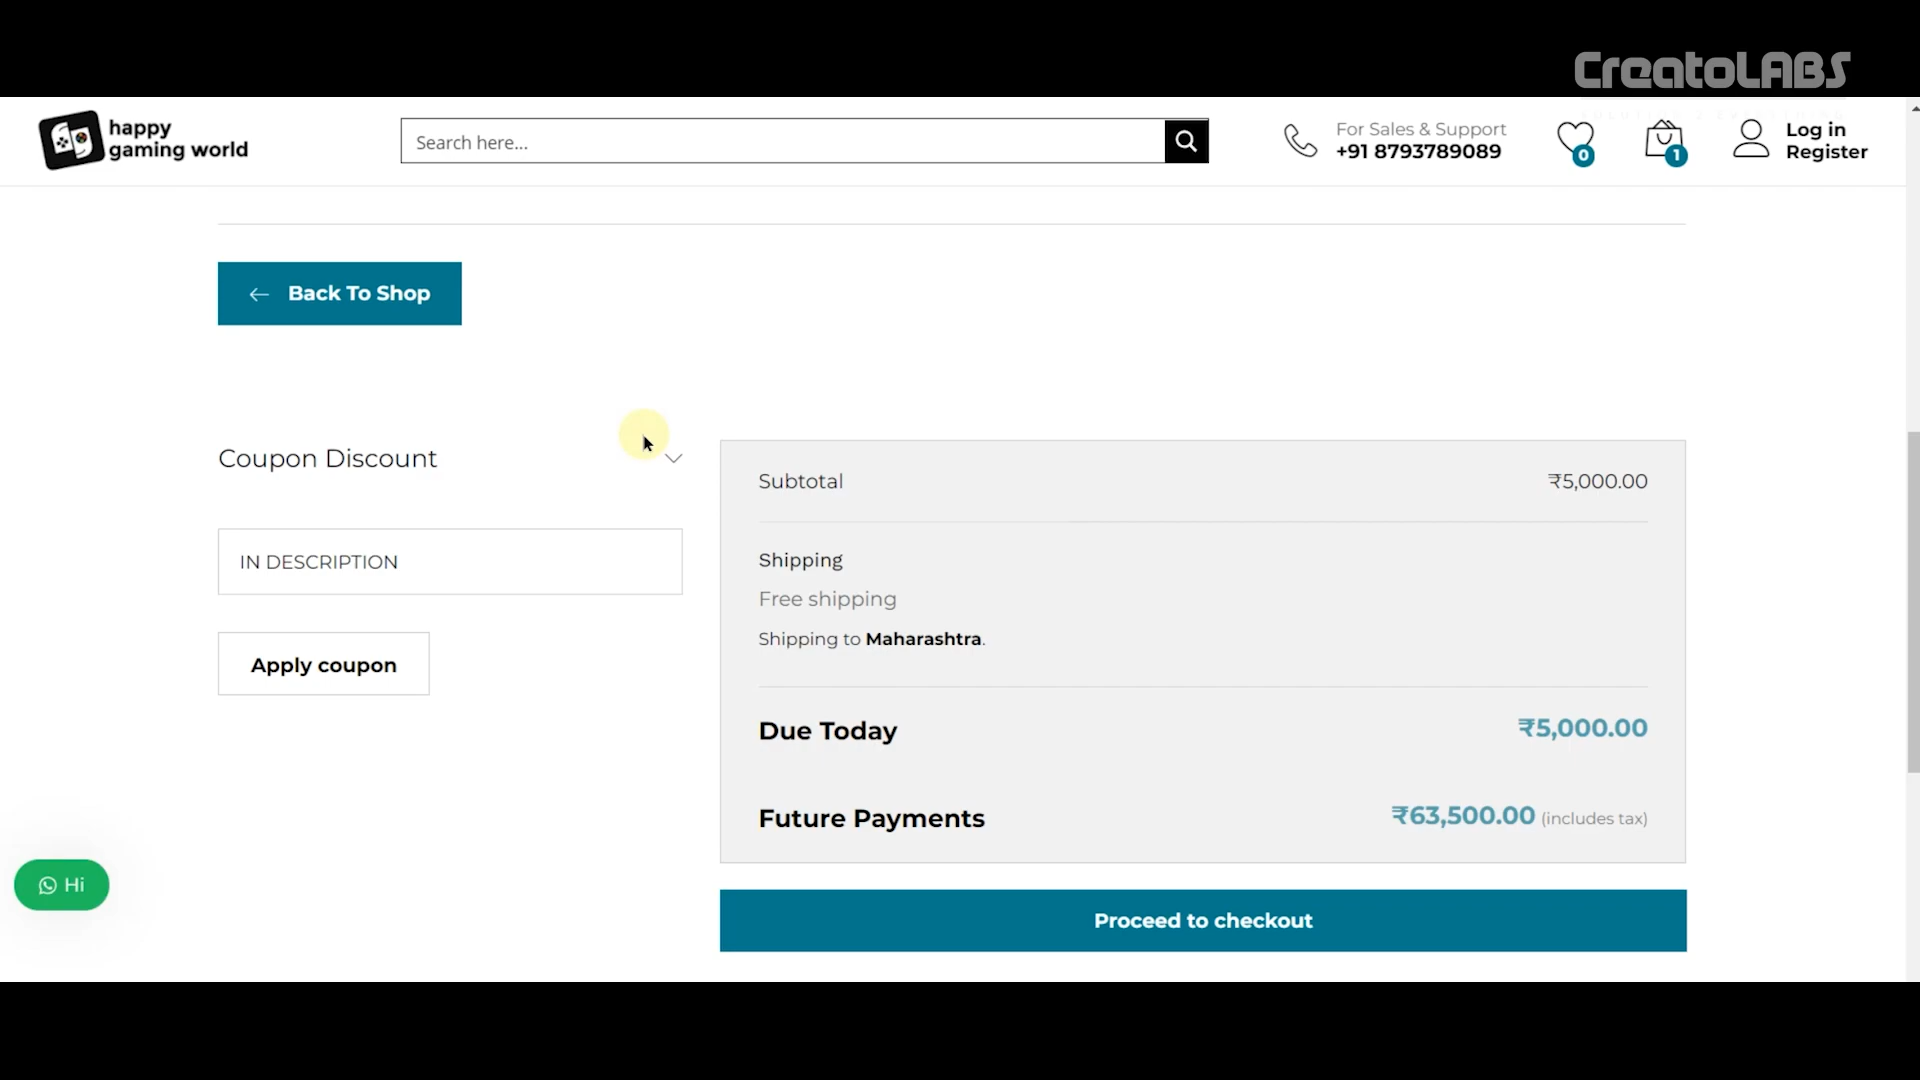 CreatoLABS
happy
gaming world
Search here...
For Sales & Support
+91 8793789089
0
1
Log in
Register
Back To Shop
Coupon Discount
IN DESCRIPTION
Apply coupon
Subtotal ₹5,000.00
Shipping
Free shipping
Shipping to Maharashtra.
Due Today ₹5,000.00
Future Payments ₹63,500.00 (includes tax)
Proceed to checkout
Hi